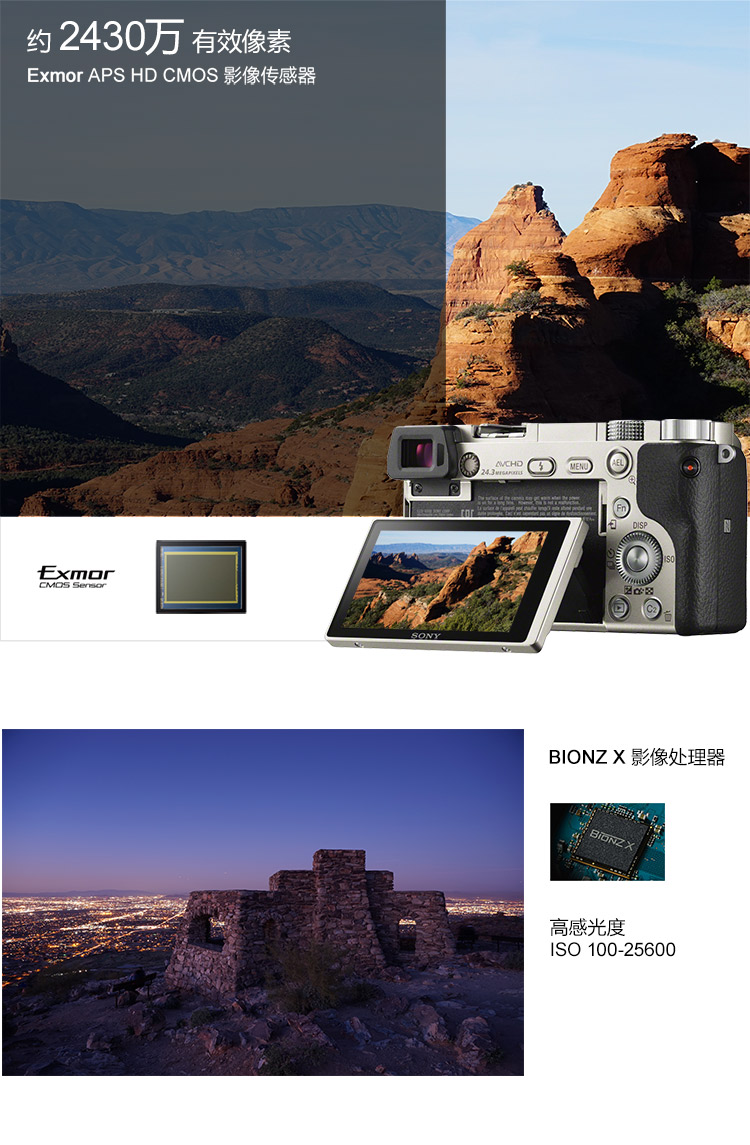 约 2430万 有效像素
Exmor APS HD CMOS 影像传感器
AVCHD
24.3 MEGAPIXELS
MENU
AEL
Fn
DISP
ISO
C2
Exmor
CMOS Sensor
SONY
BIONZ X 影像处理器
BIONZ X
高感光度
ISO 100-25600